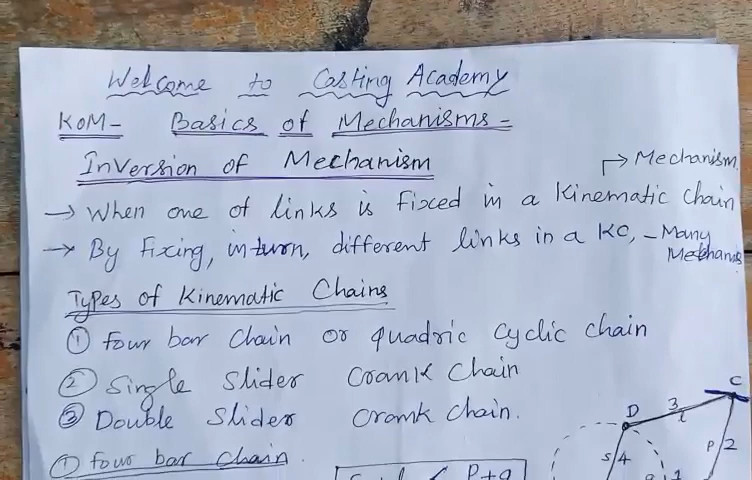 Welcome to Casting Academy
KOM- Basics of Mechanisms -
Inversion of Mechanism
→ Mechanism.
→ When one of links is fixed in a Kinematic Chain
→ By Fixing, in turn, different links in a KC, - Many
Mechanis
Types of Kinematic Chains
① four bar Chain or quadric cyclic chain
② Single Slider Crank Chain
③ Double Slider Crank Chain.
① four bar chain.
P+q
D 3 C
l
S 4
P 2
1